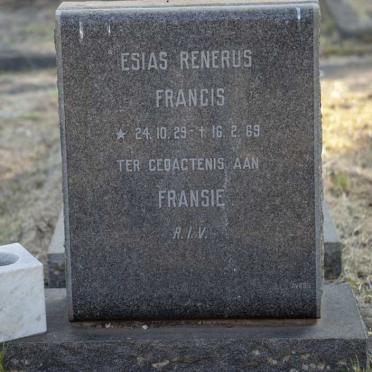 ESIAS RENERUS
FRANCIS
★ 24.10.29 - † 16.2.69
TER GEDAGTENIS AAN
FRANSIE
R.I.V.